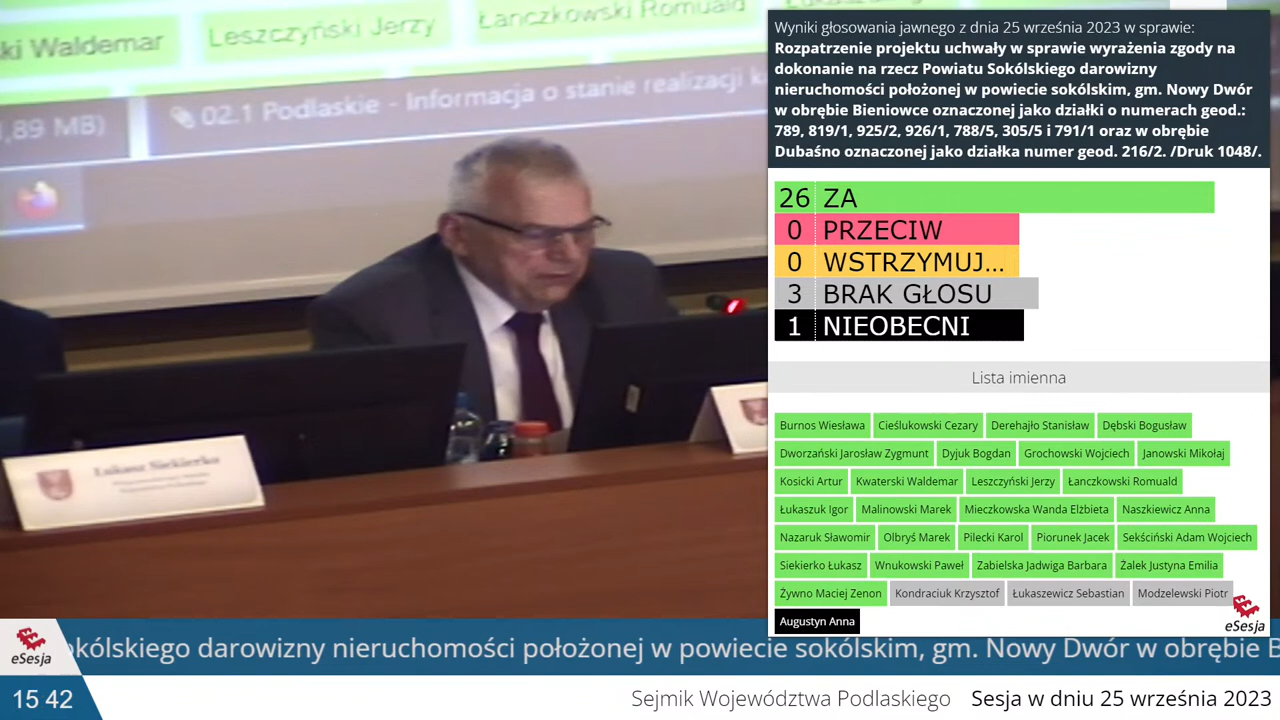 ki Waldemar
Leszczyński Jerzy
Łanczkowski Romuald
,89 MB)
02.1 Podlaskie - Informacja o stanie realizacji
Łukasz Siekierko
Wyniki głosowania jawnego z dnia 25 września 2023 w sprawie:
Rozpatrzenie projektu uchwały w sprawie wyrażenia zgody na
dokonanie na rzecz Powiatu Sokólskiego darowizny
nieruchomości położonej w powiecie sokólskim, gm. Nowy Dwór
w obrębie Bieniowce oznaczonej jako działki o numerach geod.:
789, 819/1, 925/2, 926/1, 788/5, 305/5 i 791/1 oraz w obrębie
Dubaśno oznaczonej jako działka numer geod. 216/2. /Druk 1048/.
26 ZA
0 PRZECIW
0 WSTRZYMUJ...
3 BRAK GŁOSU
1 NIEOBECNI
Lista imienna
Burnos Wiesława Cieślukowski Cezary Derehajło Stanisław Dębski Bogusław
Dworzański Jarosław Zygmunt Dyjuk Bogdan Grochowski Wojciech Janowski Mikołaj
Kosicki Artur Kwaterski Waldemar Leszczyński Jerzy Łanczkowski Romuald
Łukaszuk Igor Malinowski Marek Mieczkowska Wanda Elżbieta Naszkiewicz Anna
Nazaruk Sławomir Olbryś Marek Pilecki Karol Piorunek Jacek Sekściński Adam Wojciech
Siekierko Łukasz Wnukowski Paweł Zabielska Jadwiga Barbara Żalek Justyna Emilia
Żywno Maciej Zenon Kondraciuk Krzysztof Łukaszewicz Sebastian Modzelewski Piotr
Augustyn Anna
eSesja
eSesja
okólskiego darowizny nieruchomości położonej w powiecie sokólskim, gm. Nowy Dwór w obrębie B
15 42
Sejmik Województwa Podlaskiego Sesja w dniu 25 września 2023